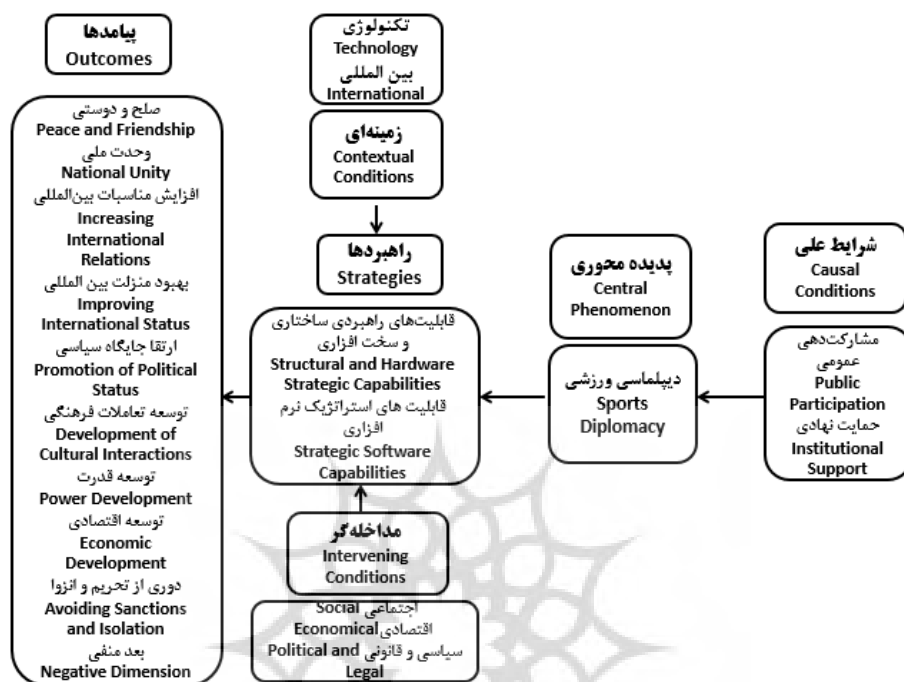 پیامدها
Outcomes
صلح و دوستی
Peace and Friendship
وحدت ملی
National Unity
افزایش مناسبات بین‌المللی
Increasing
International
Relations
بهبود منزلت بین المللی
Improving
International Status
ارتقا جایگاه سیاسی
Promotion of Political
Status
توسعه تعاملات فرهنگی
Development of
Cultural Interactions
توسعه قدرت
Power Development
توسعه اقتصادی
Economic
Development
دوری از تحریم و انزوا
Avoiding Sanctions
and Isolation
بعد منفی
Negative Dimension
تکنولوژی
Technology
بین المللی
International
زمینه‌ای
Contextual
Conditions
راهبردها
Strategies
قابلیت‌های راهبردی ساختاری
و سخت افزاری
Structural and Hardware
Strategic Capabilities
قابلیت های استراتژیک نرم
افزاری
Strategic Software
Capabilities
مداخله‌گر
Intervening
Conditions
اجتماعی Social
اقتصادی Economical
سیاسی و قانونی Political and
Legal
پدیده محوری
Central
Phenomenon
دیپلماسی ورزشی
Sports
Diplomacy
شرایط علی
Causal
Conditions
مشارکت‌دهی
عمومی
Public
Participation
حمایت نهادی
Institutional
Support